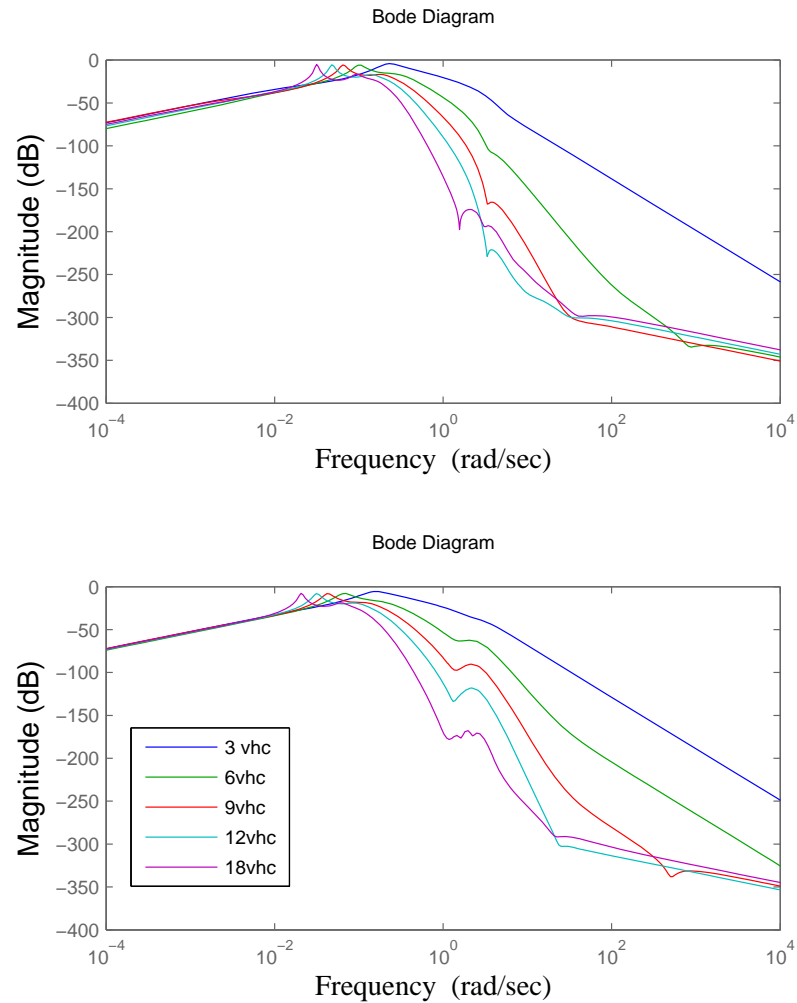 Bode Diagram
0
−50
−100
−150
−200
−250
−300
−350
−400
Magnitude (dB)
10^−4
10^−2
10^0
10^2
10^4
Frequency (rad/sec)
Bode Diagram
0
−50
−100
−150
−200
−250
−300
−350
−400
Magnitude (dB)
3 vhc
6vhc
9vhc
12vhc
18vhc
10^−4
10^−2
10^0
10^2
10^4
Frequency (rad/sec)